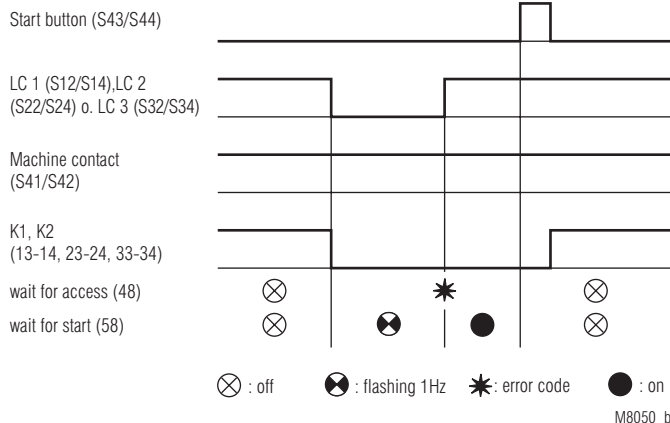 Start button (S43/S44)
LC 1 (S12/S14),LC 2
(S22/S24) o. LC 3 (S32/S34)
Machine contact
(S41/S42)
K1, K2
(13-14, 23-24, 33-34)
wait for access (48)
wait for start (58)
: off : flashing 1Hz : error code : on
M8050_b